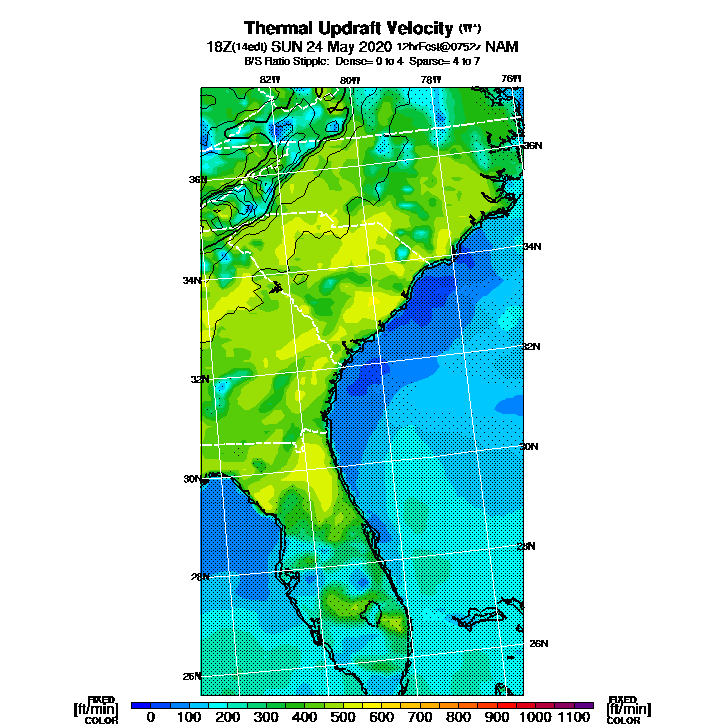 Thermal Updraft Velocity (W*)
18Z(14edt) SUN 24 May 2020 12hrFcst@0752z NAM
B/S Ratio Stipple: Dense= 0 to 4 Sparse= 4 to 7
82W 80W 78W 76W
36N
36N
34N
34N
32N
32N
30N
30N
28N
28N
26N
26N
FIXED FIXED
[ft/min] [ft/min]
COLOR COLOR
0 100 200 300 400 500 600 700 800 900 1000 1100